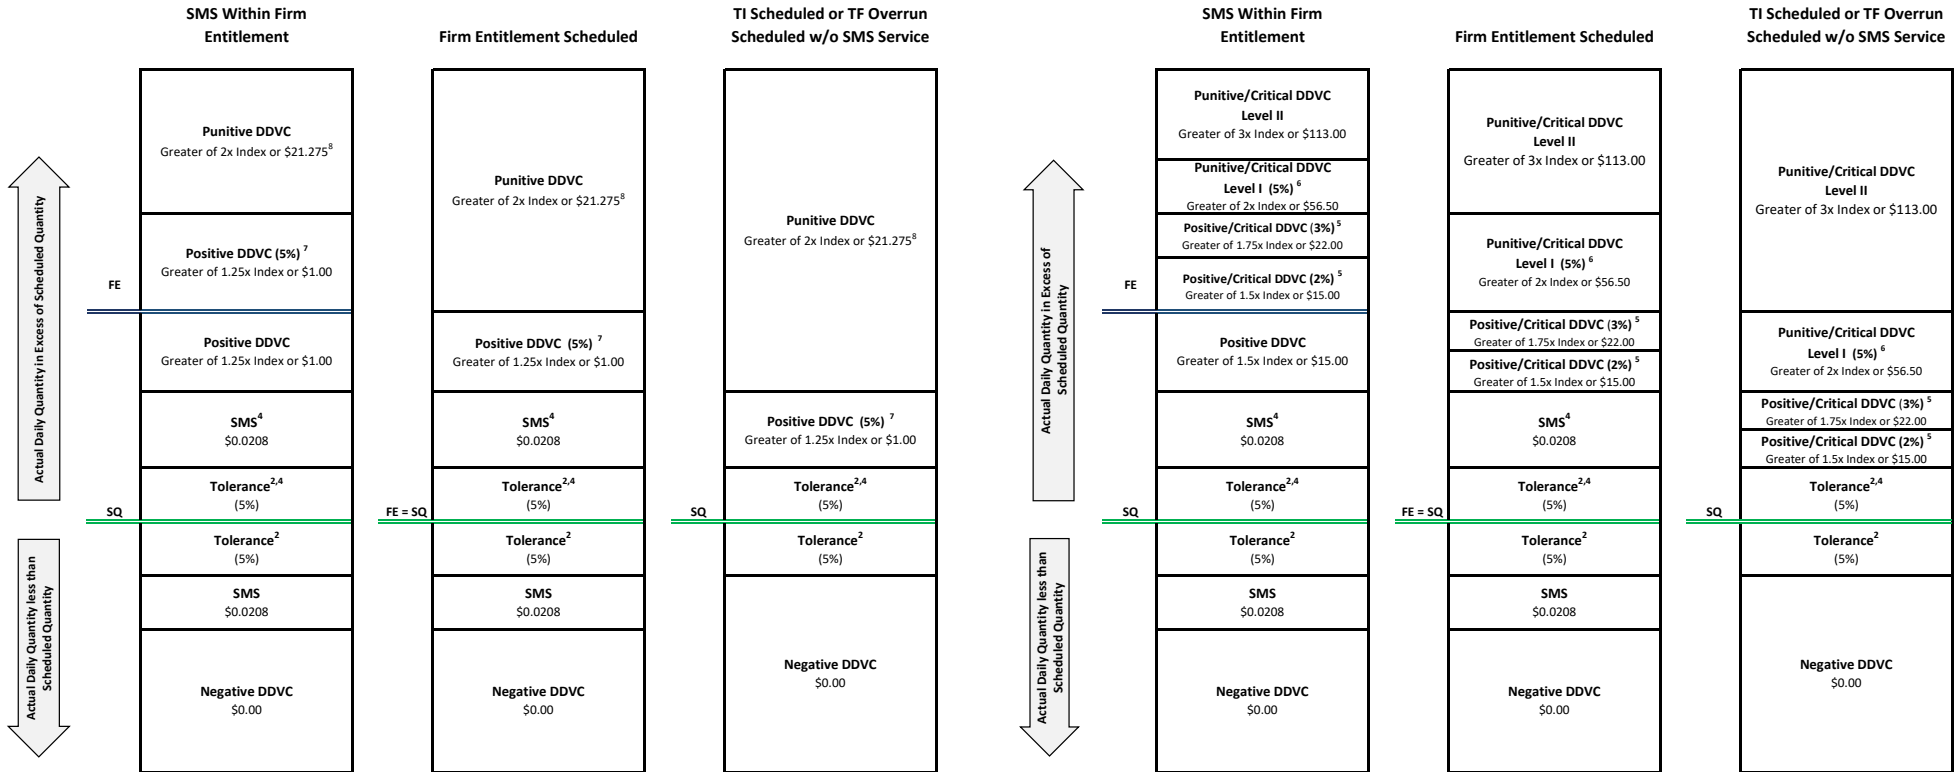 SMS Within Firm
Entitlement
Firm Entitlement Scheduled
TI Scheduled or TF Overrun
Scheduled w/o SMS Service
Actual Daily Quantity in Excess of Scheduled Quantity
Actual Daily Quantity less than
Scheduled Quantity
FE
SQ
Punitive DDVC
Greater of 2x Index or $21.275⁸
Positive DDVC (5%) ⁷
Greater of 1.25x Index or $1.00
Positive DDVC
Greater of 1.25x Index or $1.00
SMS⁴
$0.0208
Tolerance²,⁴
(5%)
Tolerance²
(5%)
SMS
$0.0208
Negative DDVC
$0.00
FE = SQ
Punitive DDVC
Greater of 2x Index or $21.275⁸
Positive DDVC (5%) ⁷
Greater of 1.25x Index or $1.00
SMS⁴
$0.0208
Tolerance²,⁴
(5%)
Tolerance²
(5%)
SMS
$0.0208
Negative DDVC
$0.00
SQ
Punitive DDVC
Greater of 2x Index or $21.275⁸
Positive DDVC (5%) ⁷
Greater of 1.25x Index or $1.00
Tolerance²,⁴
(5%)
Tolerance²
(5%)
Negative DDVC
$0.00
SMS Within Firm
Entitlement
Firm Entitlement Scheduled
TI Scheduled or TF Overrun
Scheduled w/o SMS Service
Actual Daily Quantity in Excess of
Scheduled Quantity
Actual Daily Quantity less than
Scheduled Quantity
FE
SQ
Punitive/Critical DDVC
Level II
Greater of 3x Index or $113.00
Punitive/Critical DDVC
Level I (5%) ⁶
Greater of 2x Index or $56.50
Positive/Critical DDVC (3%) ⁵
Greater of 1.75x Index or $22.00
Positive/Critical DDVC (2%) ⁵
Greater of 1.5x Index or $15.00
Positive DDVC
Greater of 1.5x Index or $15.00
SMS⁴
$0.0208
Tolerance²,⁴
(5%)
Tolerance²
(5%)
SMS
$0.0208
Negative DDVC
$0.00
FE = SQ
Punitive/Critical DDVC
Level II
Greater of 3x Index or $113.00
Punitive/Critical DDVC
Level I (5%) ⁶
Greater of 2x Index or $56.50
Positive/Critical DDVC (3%) ⁵
Greater of 1.75x Index or $22.00
Positive/Critical DDVC (2%) ⁵
Greater of 1.5x Index or $15.00
SMS⁴
$0.0208
Tolerance²,⁴
(5%)
Tolerance²
(5%)
SMS
$0.0208
Negative DDVC
$0.00
SQ
Punitive/Critical DDVC
Level II
Greater of 3x Index or $113.00
Punitive/Critical DDVC
Level I (5%) ⁶
Greater of 2x Index or $56.50
Positive/Critical DDVC (3%) ⁵
Greater of 1.75x Index or $22.00
Positive/Critical DDVC (2%) ⁵
Greater of 1.5x Index or $15.00
Tolerance²,⁴
(5%)
Tolerance²
(5%)
Negative DDVC
$0.00